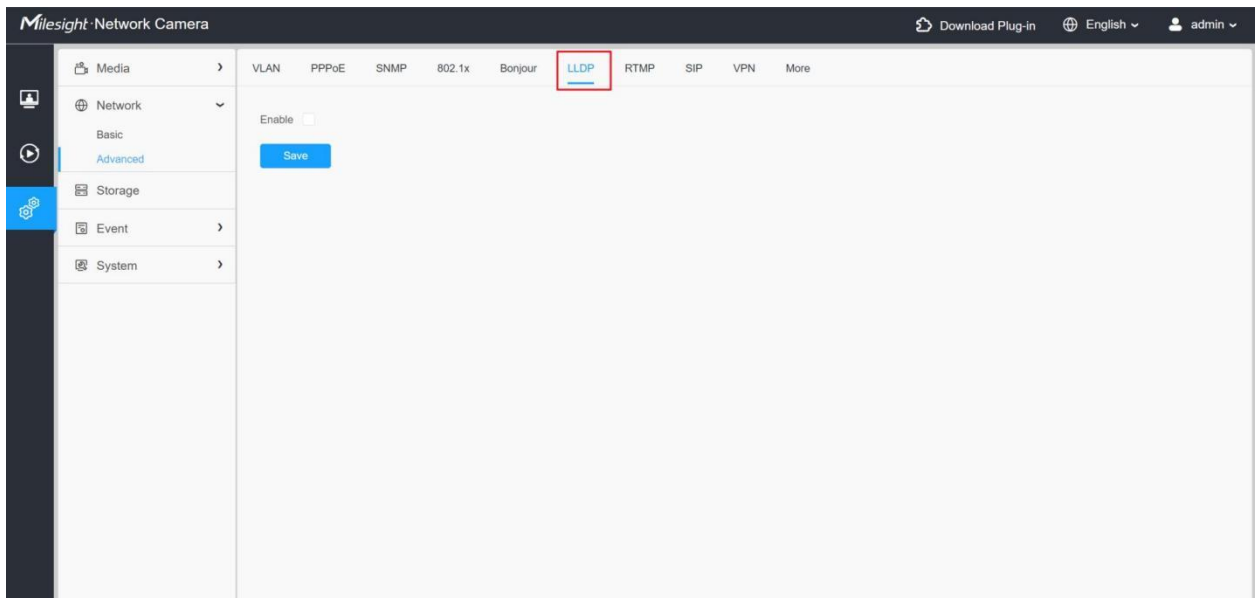 Milesight·Network Camera
Download Plug-in
English
admin
Media
Network
Basic
Advanced
Storage
Event
System
VLAN PPPoE SNMP 802.1x Bonjour LLDP RTMP SIP VPN More
Enable
Save